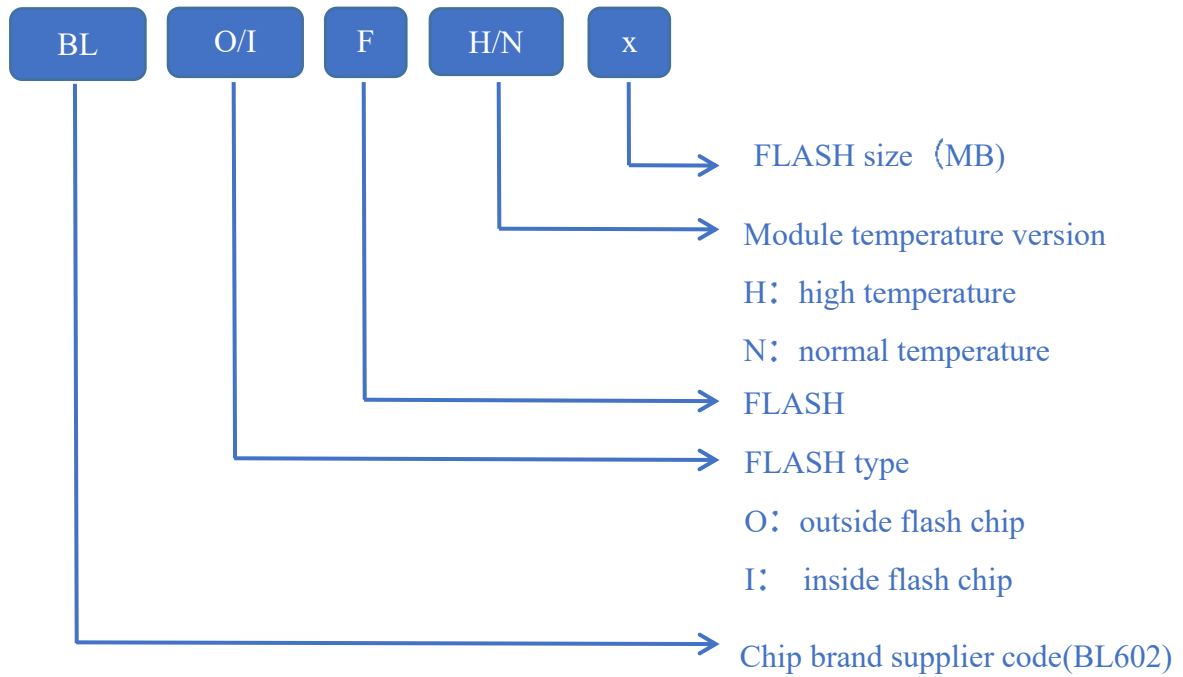 BL O/I F H/N x
FLASH size（MB)
Module temperature version
H：high temperature
N：normal temperature
FLASH
FLASH type
O：outside flash chip
I： inside flash chip
Chip brand supplier code(BL602)